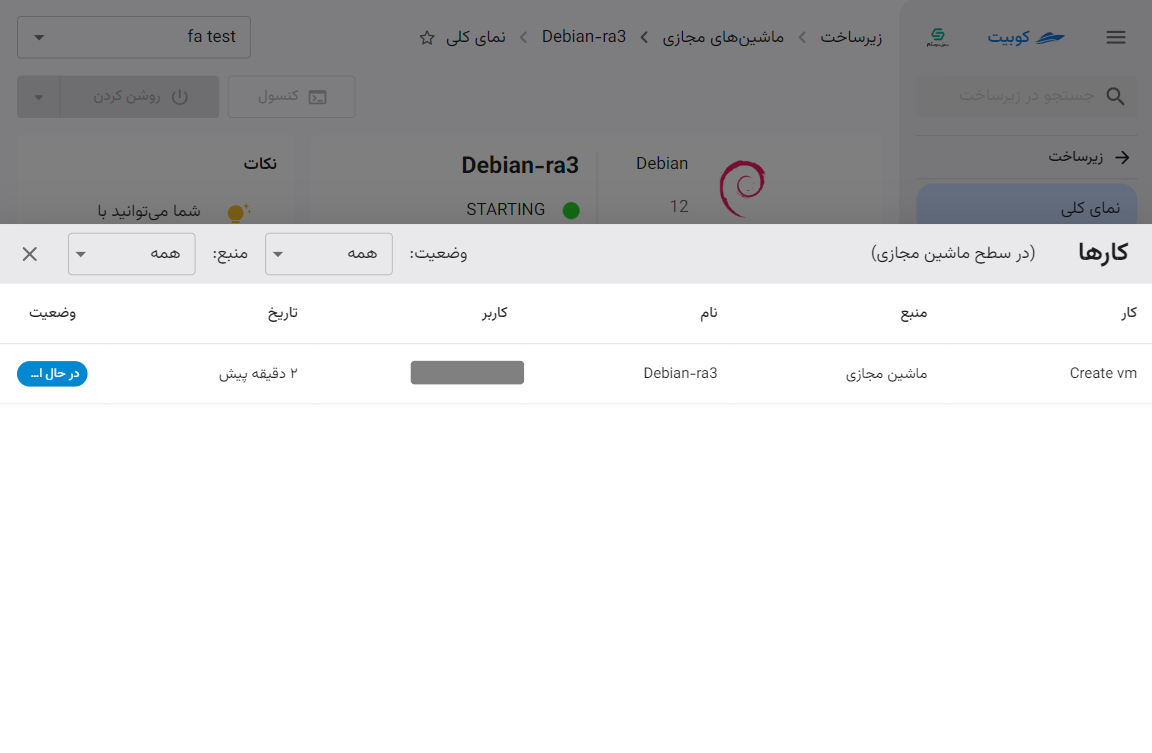 کوبیت
زیرساخت
ماشین‌های مجازی
Debian-ra3
نمای کلی
fa test
جستجو در زیرساخت
کنسول
روشن کردن
زیرساخت
نمای کلی
Debian
12
Debian-ra3
STARTING
نکات
شما می‌توانید با
کارها
(در سطح ماشین مجازی)
وضعیت: همه
منبع: همه
کار منبع نام کاربر تاریخ وضعیت
Create vm ماشین مجازی Debian-ra3 ۲ دقیقه پیش در حال ا...